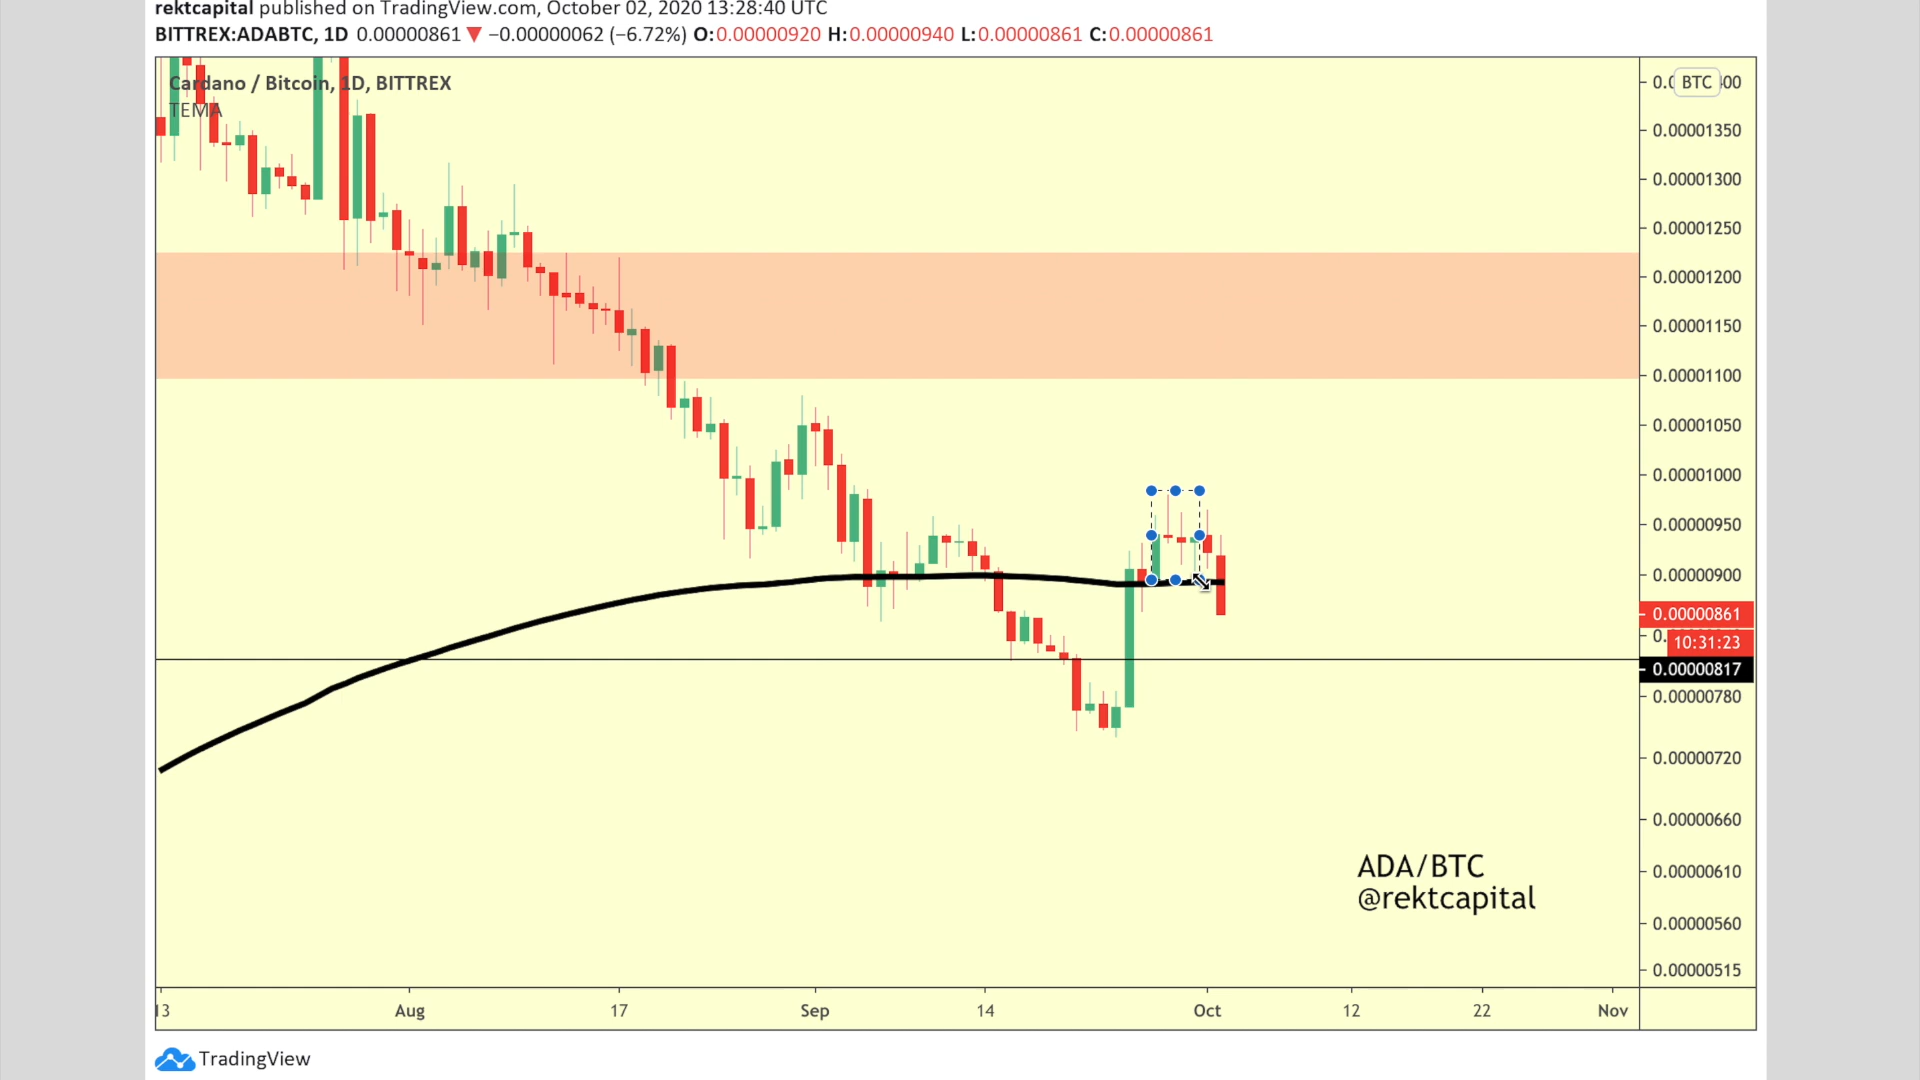 rektcapital published on TradingView.com, October 02, 2020 13:28:40 UTC
BITTREX:ADABTC, 1D 0.00000861 ▼ −0.00000062 (−6.72%) O:0.00000920 H:0.00000940 L:0.00000861 C:0.00000861
Cardano / Bitcoin, 1D, BITTREX
TEMA
BTC
0.00001350
0.00001300
0.00001250
0.00001200
0.00001150
0.00001100
0.00001050
0.00001000
0.00000950
0.00000900
0.00000861
10:31:23
0.00000817
0.00000780
0.00000720
0.00000660
0.00000610
0.00000560
0.00000515
ADA/BTC
@rektcapital
13 Aug 17 Sep 14 Oct 12 22 Nov
TradingView